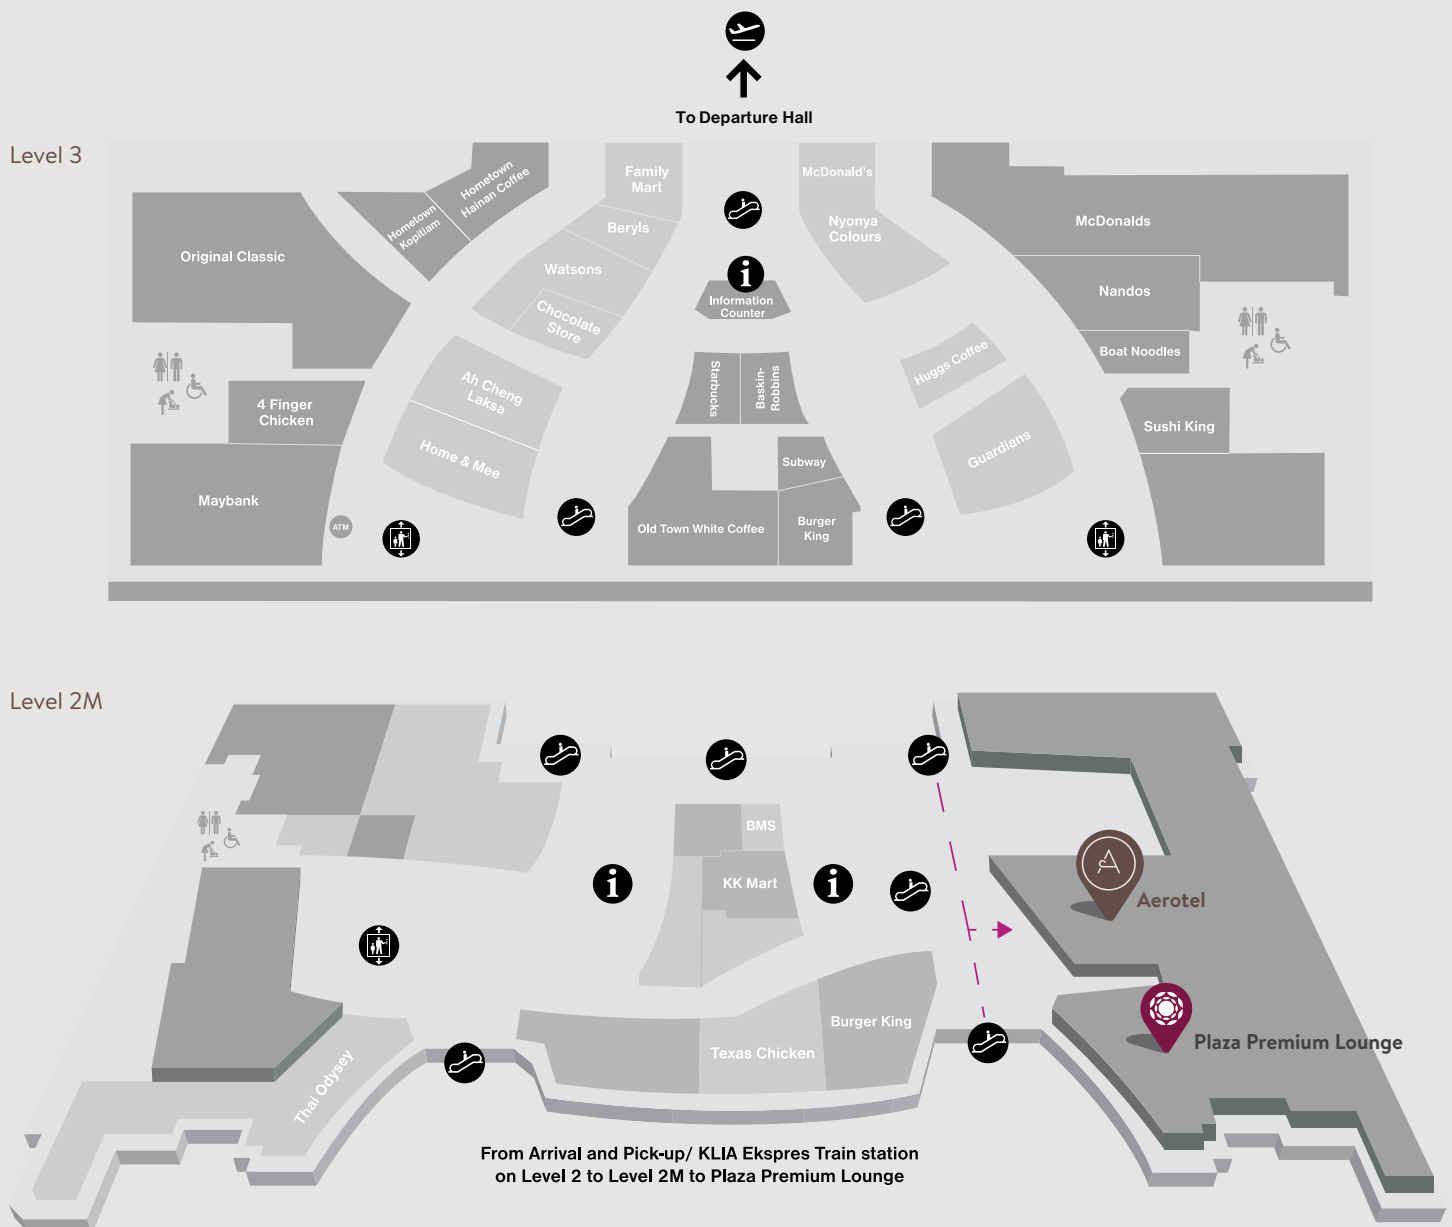 To Departure Hall
Level 3
Family
Mart
McDonald's
Hometown
Hainan Coffee
Hometown
Kopitiam
Beryls
Nyonya
Colours
McDonalds
Original Classic
Watsons
Information
Counter
Nandos
Chocolate
Store
Huggs Coffee
Boat Noodles
Ah Cheng
Laksa
Starbucks
Baskin-
Robbins
4 Finger
Chicken
Home & Mee
Guardians
Sushi King
Subway
Maybank
ATM
Old Town White Coffee
Burger
King
Level 2M
BMS
KK Mart
Aerotel
Burger King
Texas Chicken
Plaza Premium Lounge
Thai Odysey
From Arrival and Pick-up/ KLIA Ekspres Train station
on Level 2 to Level 2M to Plaza Premium Lounge